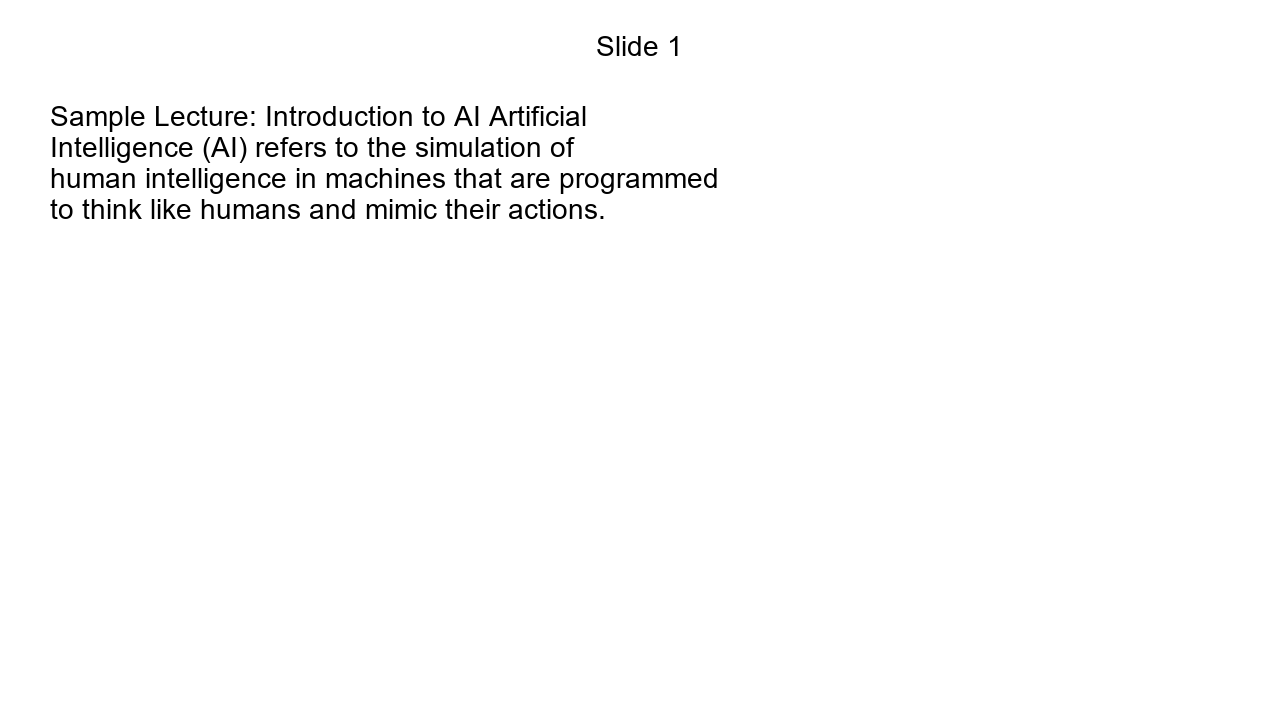 Slide 1
Sample Lecture: Introduction to AI Artificial
Intelligence (AI) refers to the simulation of
human intelligence in machines that are programmed
to think like humans and mimic their actions.